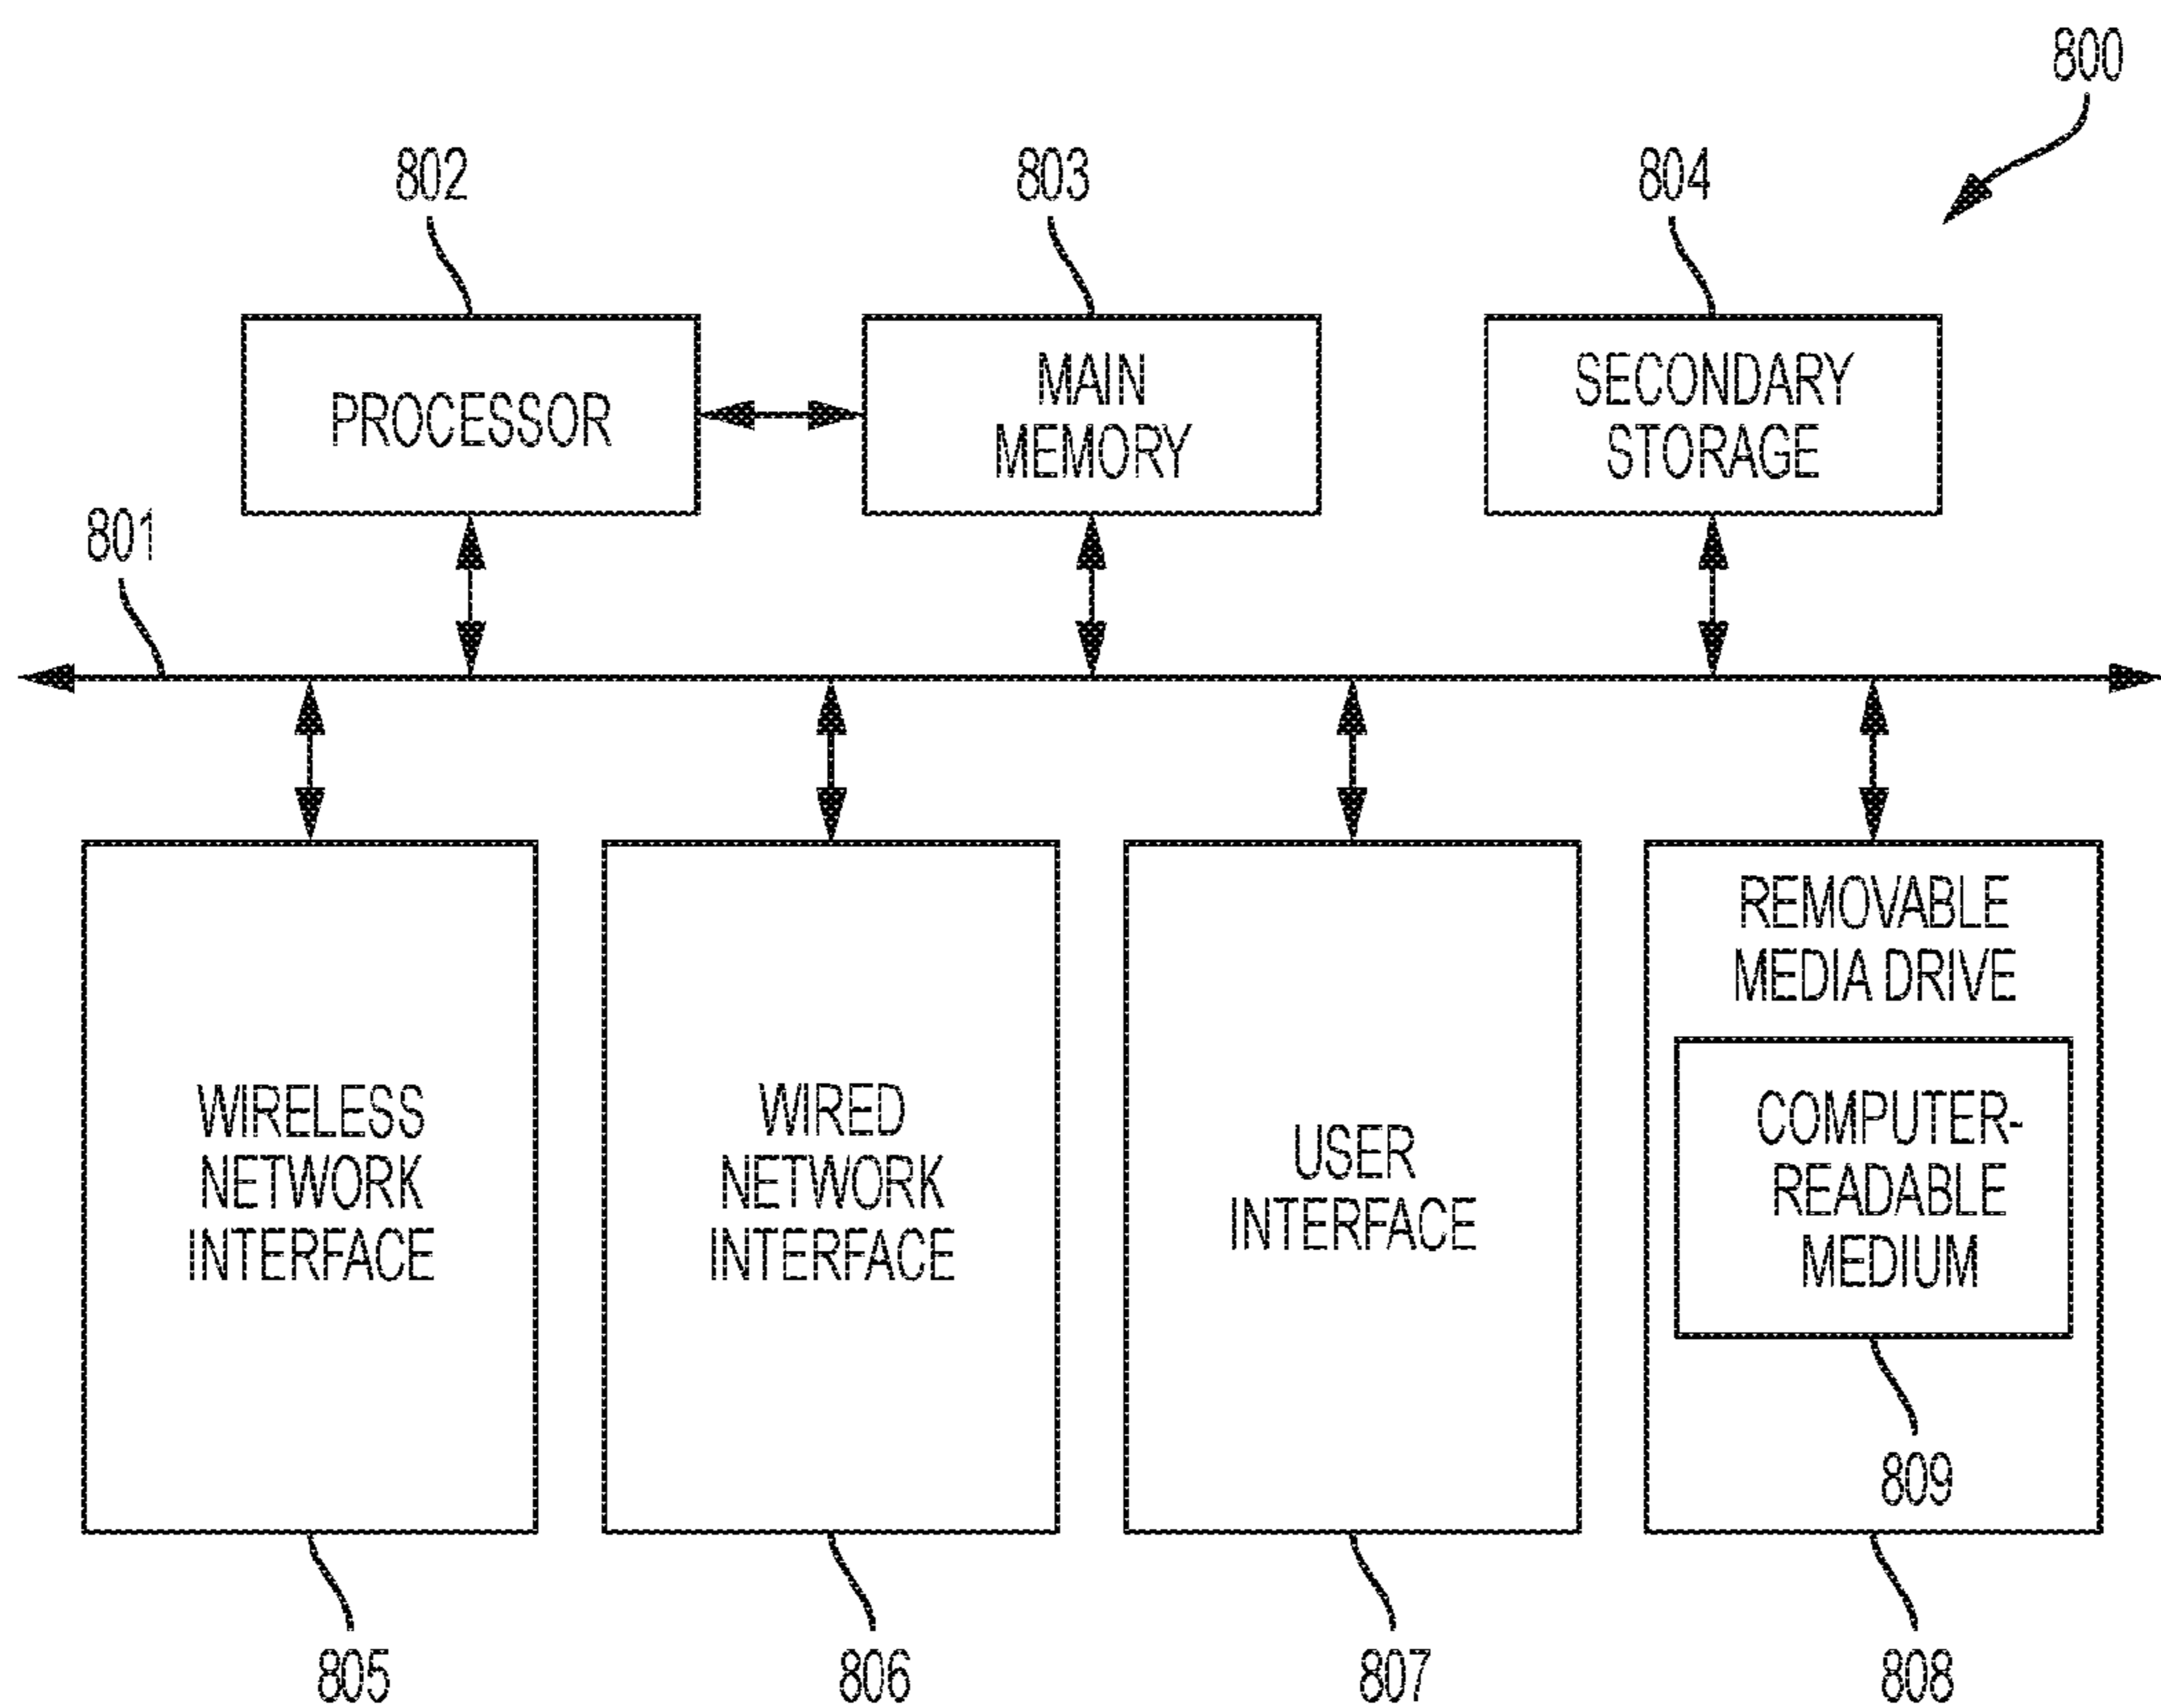 800
802
803
804
PROCESSOR
MAIN
MEMORY
SECONDARY
STORAGE
801
WIRELESS
NETWORK
INTERFACE
WIRED
NETWORK
INTERFACE
USER
INTERFACE
REMOVABLE
MEDIA DRIVE
COMPUTER-
READABLE
MEDIUM
809
805
806
807
808